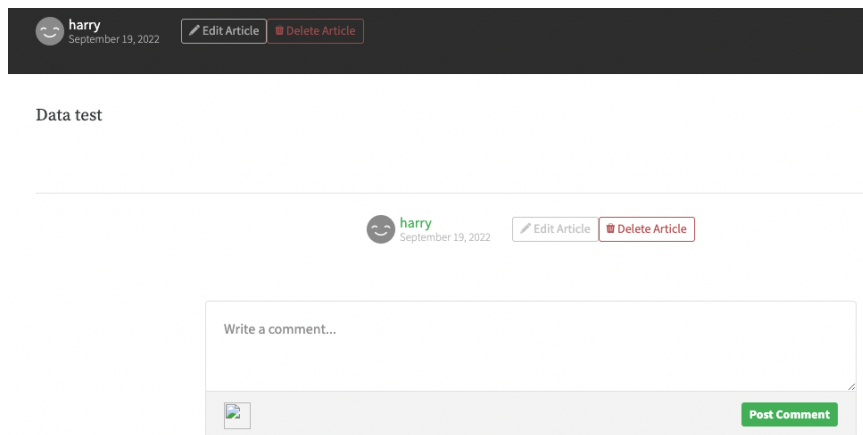 harry
September 19, 2022
Edit Article
Delete Article
Data test
harry
September 19, 2022
Edit Article
Delete Article
Write a comment...
Post Comment